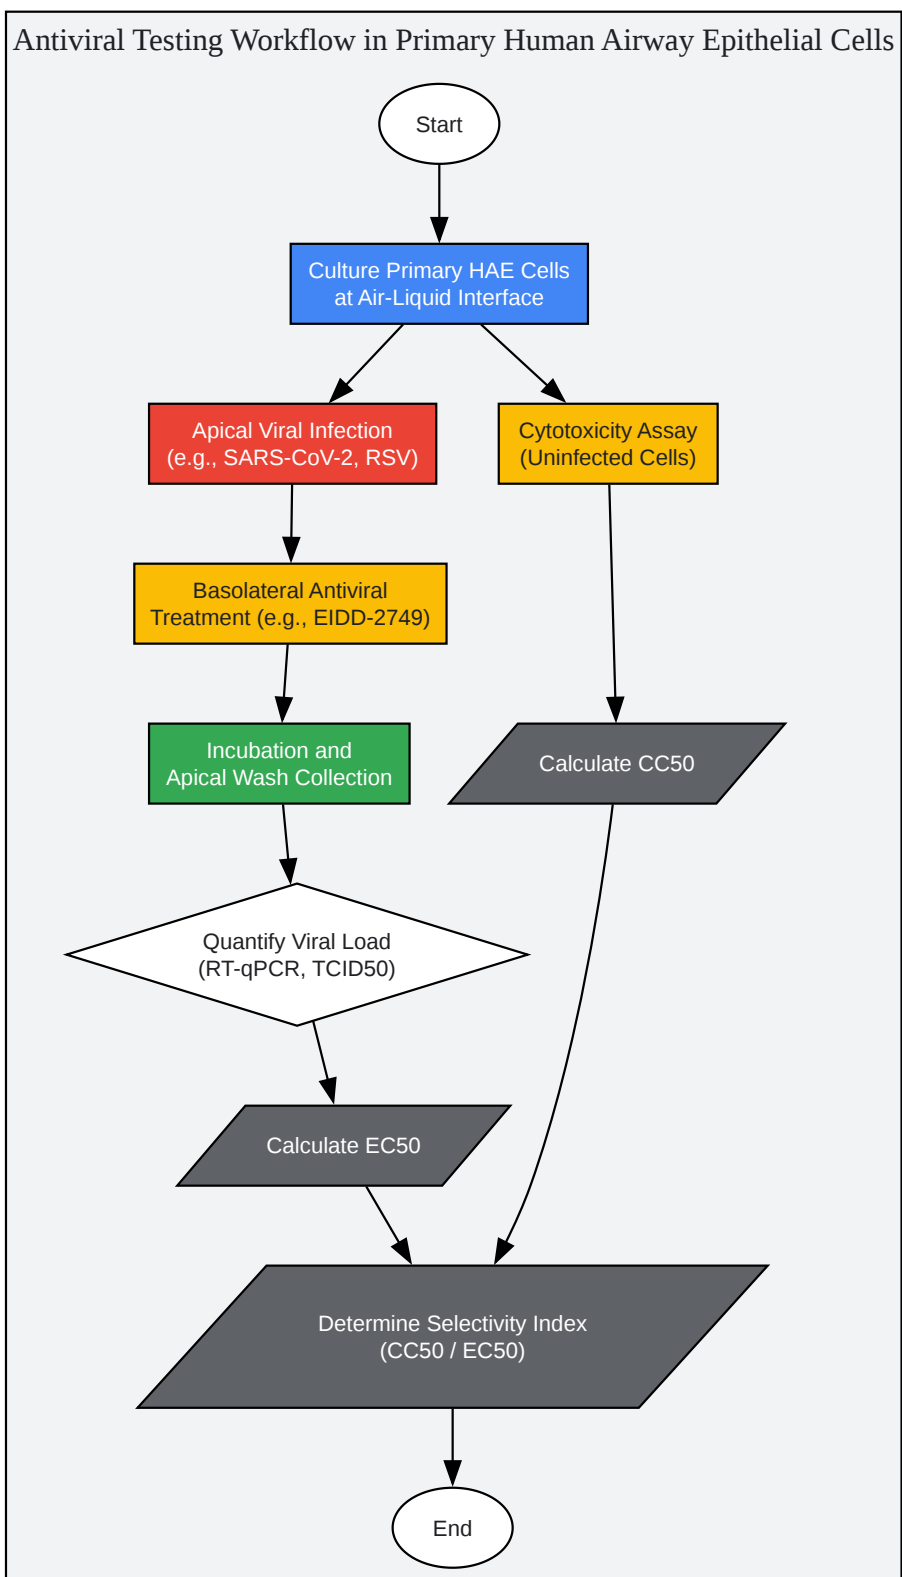 Antiviral Testing Workflow in Primary Human Airway Epithelial Cells
Start
Culture Primary HAE Cells
at Air-Liquid Interface
Apical Viral Infection
(e.g., SARS-CoV-2, RSV)
Cytotoxicity Assay
(Uninfected Cells)
Basolateral Antiviral
Treatment (e.g., EIDD-2749)
Incubation and
Apical Wash Collection
Calculate CC50
Quantify Viral Load
(RT-qPCR, TCID50)
Calculate EC50
Determine Selectivity Index
(CC50 / EC50)
End